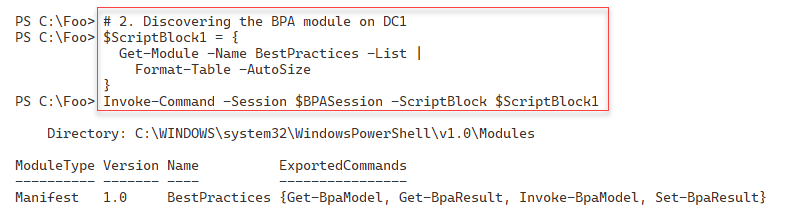 PS C:\Foo> # 2. Discovering the BPA module on DC1
PS C:\Foo> $ScriptBlock1 = {
  Get-Module -Name BestPractices -List |
    Format-Table -AutoSize
}
PS C:\Foo> Invoke-Command -Session $BPASession -ScriptBlock $ScriptBlock1
    Directory: C:\WINDOWS\system32\WindowsPowerShell\v1.0\Modules
ModuleType Version Name          ExportedCommands
---------- ------- ----          ----------------
Manifest   1.0     BestPractices {Get-BpaModel, Get-BpaResult, Invoke-BpaModel, Set-BpaResult}